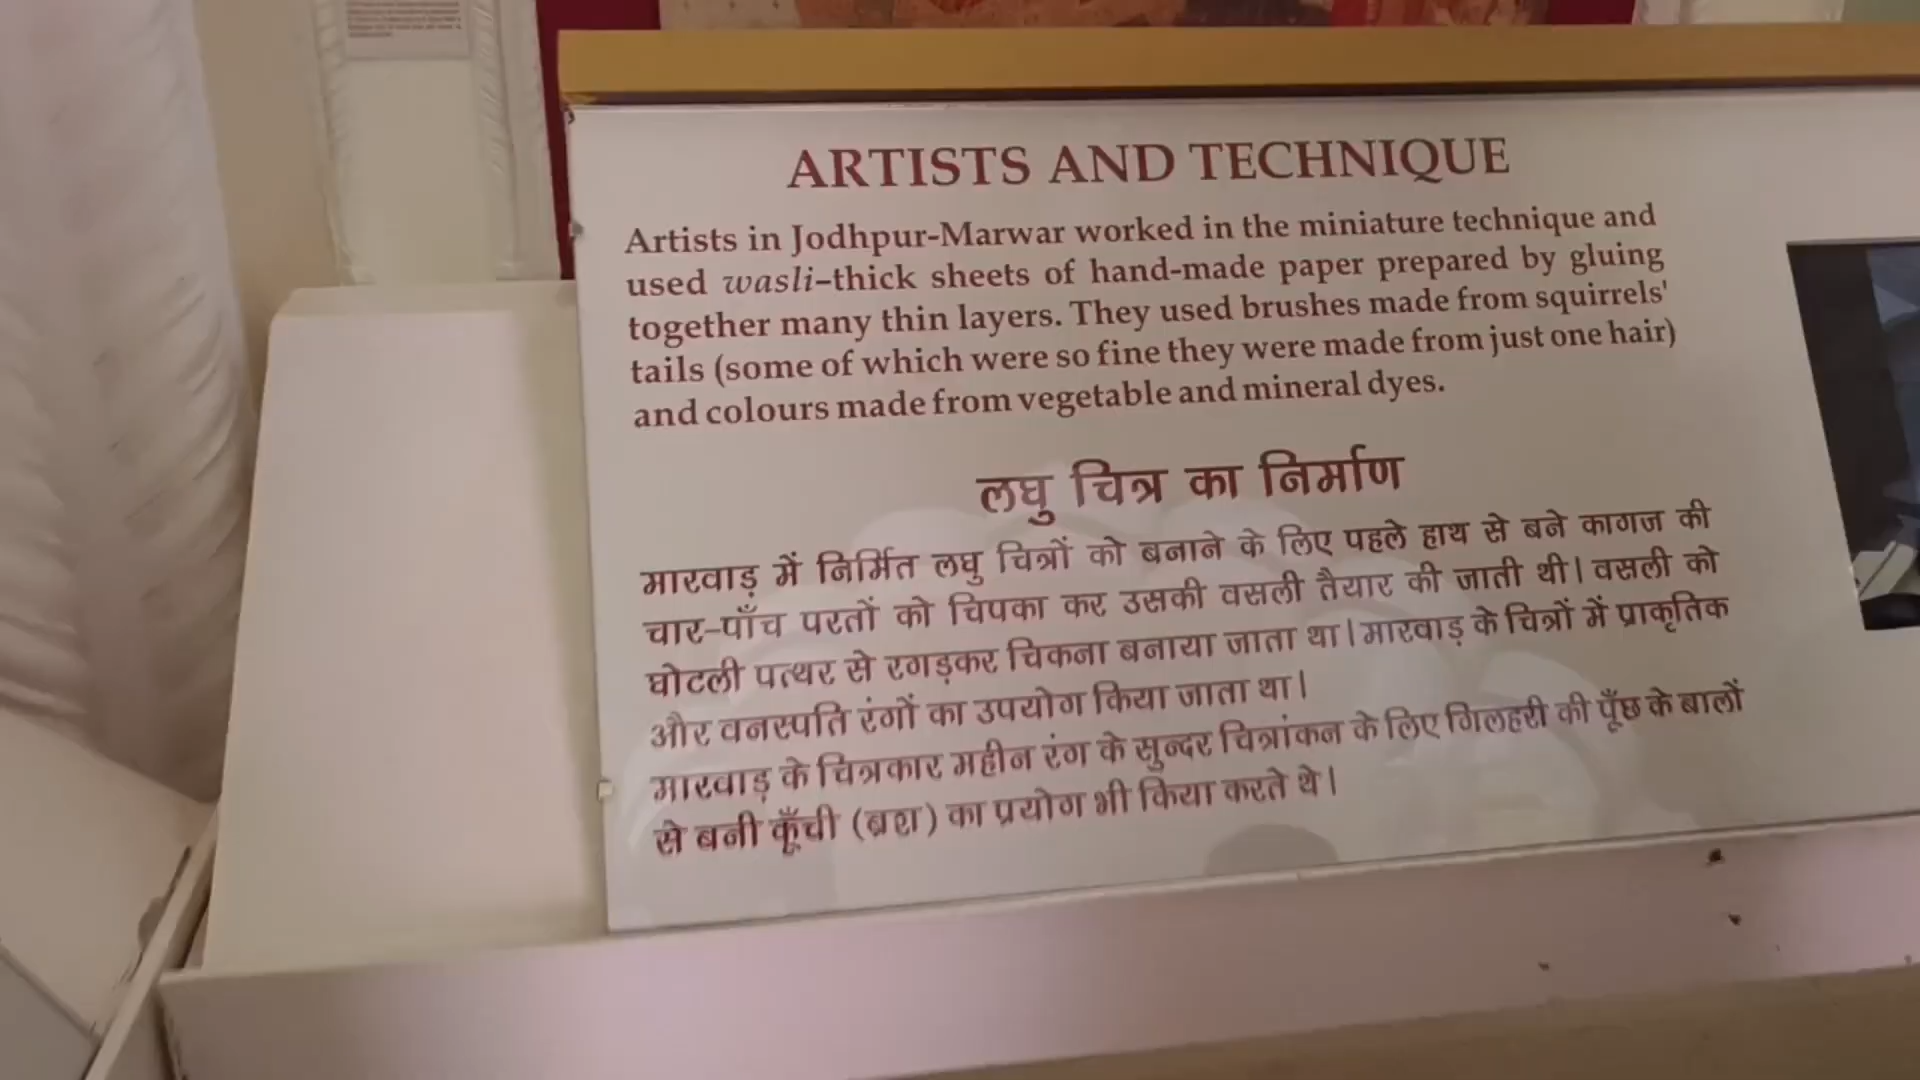 ARTISTS AND TECHNIQUE
Artists in Jodhpur-Marwar worked in the miniature technique and
used wasli–thick sheets of hand-made paper prepared by gluing
together many thin layers. They used brushes made from squirrels'
tails (some of which were so fine they were made from just one hair)
and colours made from vegetable and mineral dyes.
लघु चित्र का निर्माण
मारवाड़ में निर्मित लघु चित्रों को बनाने के लिए पहले हाथ से बने कागज की
चार-पाँच परतों को चिपका कर उसकी वसली तैयार की जाती थी। वसली को
घोटली पत्थर से रगड़कर चिकना बनाया जाता था। मारवाड़ के चित्रों में प्राकृतिक
और वनस्पति रंगों का उपयोग किया जाता था।
मारवाड़ के चित्रकार महीन रंग के सुन्दर चित्रांकन के लिए गिलहरी की पूँछ के बालों
से बनी कूँची (ब्रश) का प्रयोग भी किया करते थे।